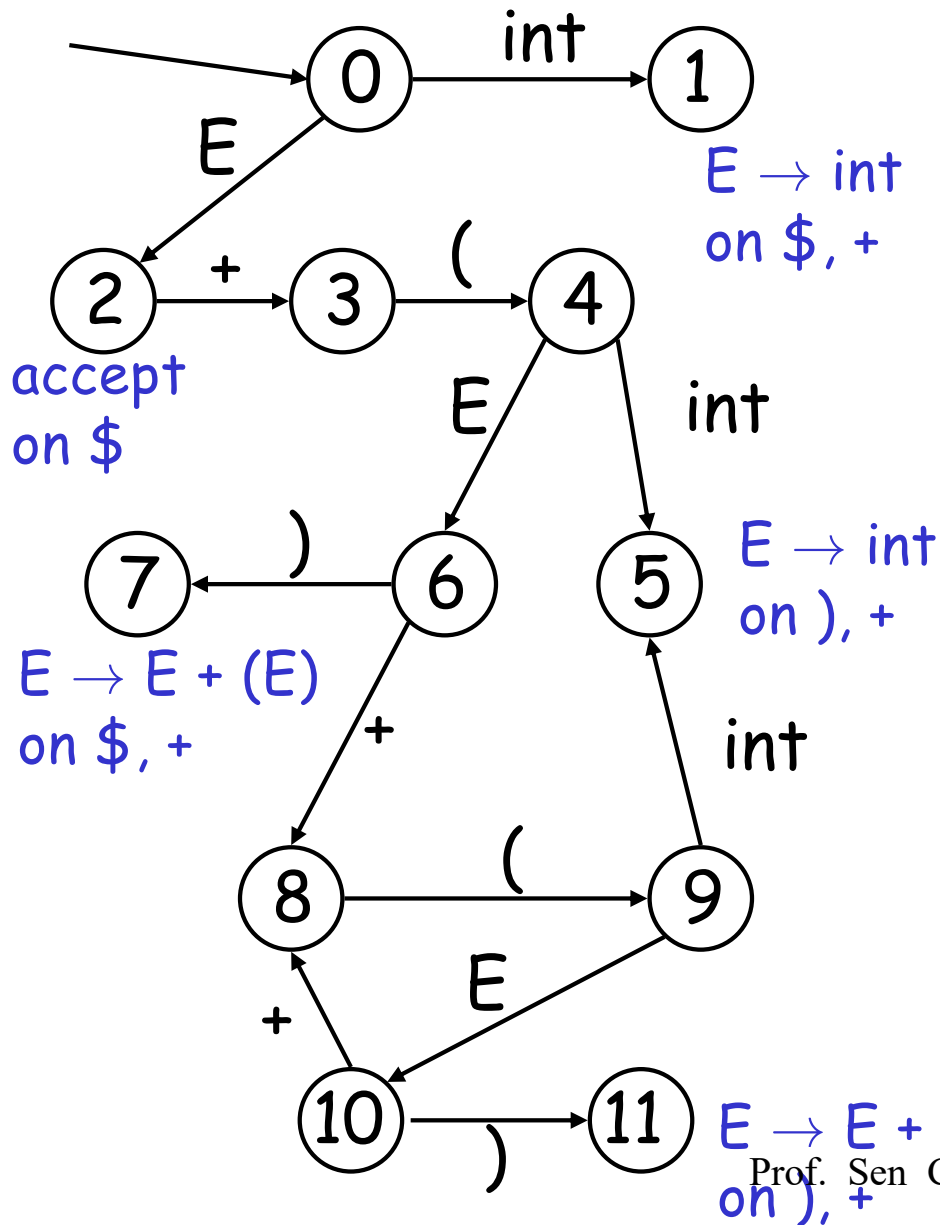 int
0
1
E
E → int
on $, +
+
(
2
3
4
accept
on $
E
int
)
7
6
5
E → int
on ), +
E → E + (E)
on $, +
+
int
(
8
9
E
+
10
11
)
E → E +
Prof. Sen
on ), +